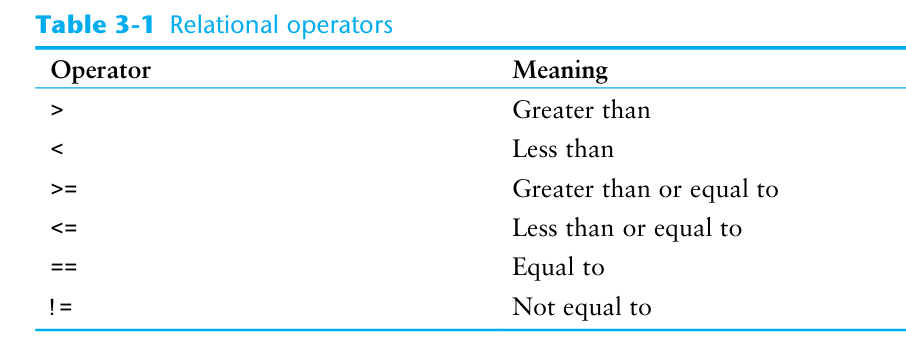 Table 3-1 Relational operators
Operator Meaning
> Greater than
< Less than
>= Greater than or equal to
<= Less than or equal to
== Equal to
!= Not equal to